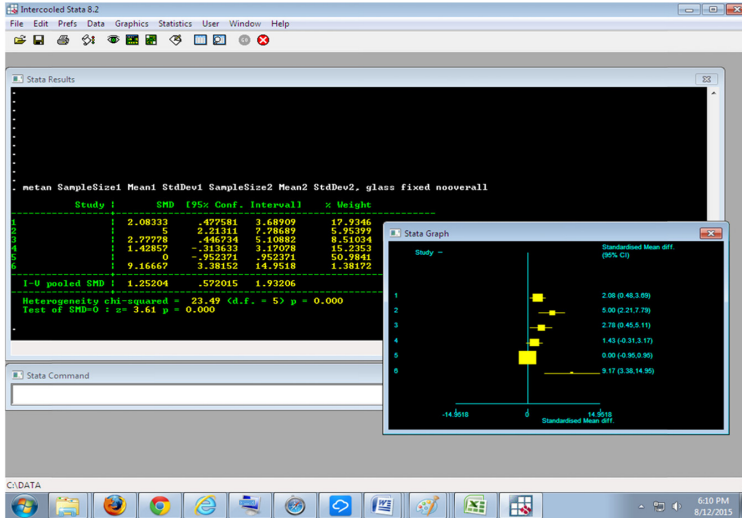 Intercooled Stata 8.2
File Edit Prefs Data Graphics Statistics User Window Help
Stata Results
. metan SampleSize1 Mean1 StdDev1 SampleSize2 Mean2 StdDev2, glass fixed nooverall
Study | SMD [95% Conf. Interval] % Weight
1 | 2.08333 .477581 3.68909 17.9346
2 | 5 2.21311 7.78689 5.95399
3 | 2.77778 .446734 5.10882 8.51034
4 | 1.42857 -.313633 3.17078 15.2353
5 | 0 -.952371 .952371 50.9841
6 | 9.16667 3.38152 14.9518 1.38172
I-V pooled SMD | 1.25204 .572015 1.93206
Heterogeneity chi-squared = 23.49 (d.f. = 5) p = 0.000
Test of SMD=0 : z= 3.61 p = 0.000
.
Stata Graph
Study
Standardised Mean diff.
(95% CI)
1 2.08 (0.48,3.69)
2 5.00 (2.21,7.79)
3 2.78 (0.45,5.11)
4 1.43 (-0.31,3.17)
5 0.00 (-0.95,0.95)
6 9.17 (3.38,14.95)
-14.9518 0 14.9518
Standardised Mean diff.
Stata Command
C:\DATA
6:10 PM
8/12/2015